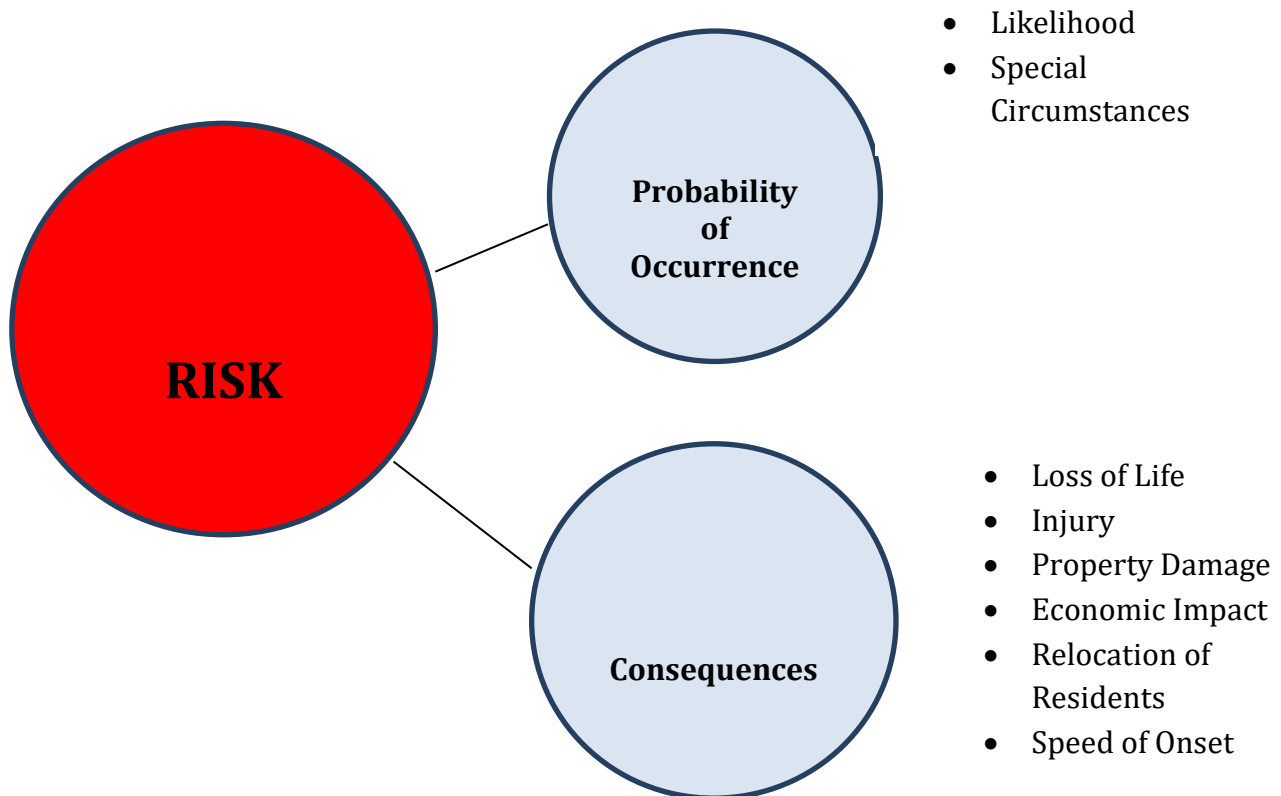 RISK
Probability
of
Occurrence
• Likelihood
• Special
Circumstances
Consequences
• Loss of Life
• Injury
• Property Damage
• Economic Impact
• Relocation of
Residents
• Speed of Onset